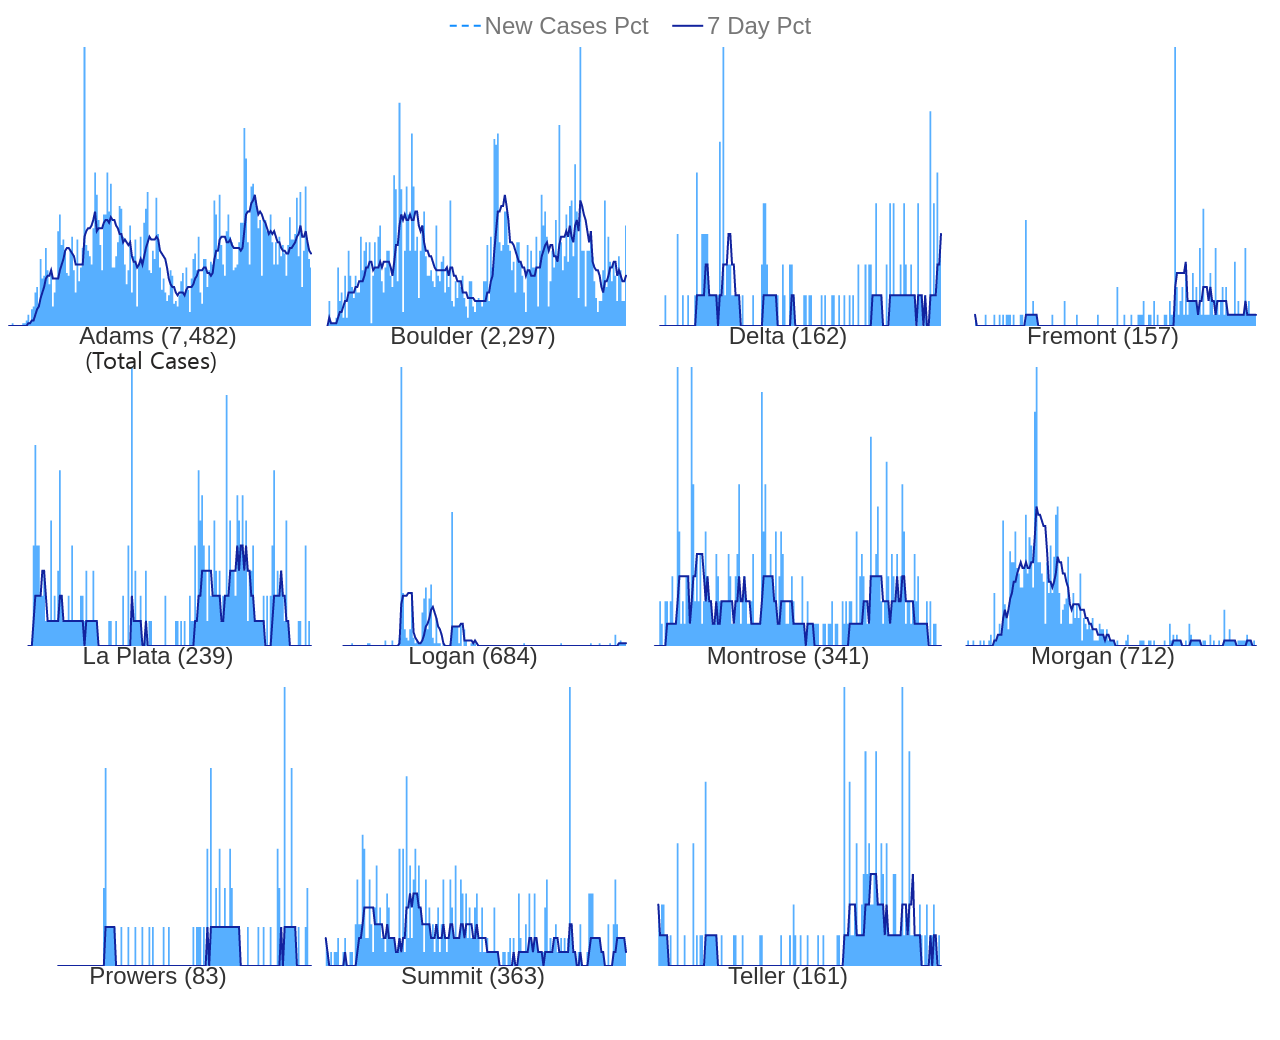 New Cases Pct 7 Day Pct
Adams (7,482) Boulder (2,297) Delta (162) Fremont (157)
(Total Cases)
La Plata (239) Logan (684) Montrose (341) Morgan (712)
Prowers (83) Summit (363) Teller (161)